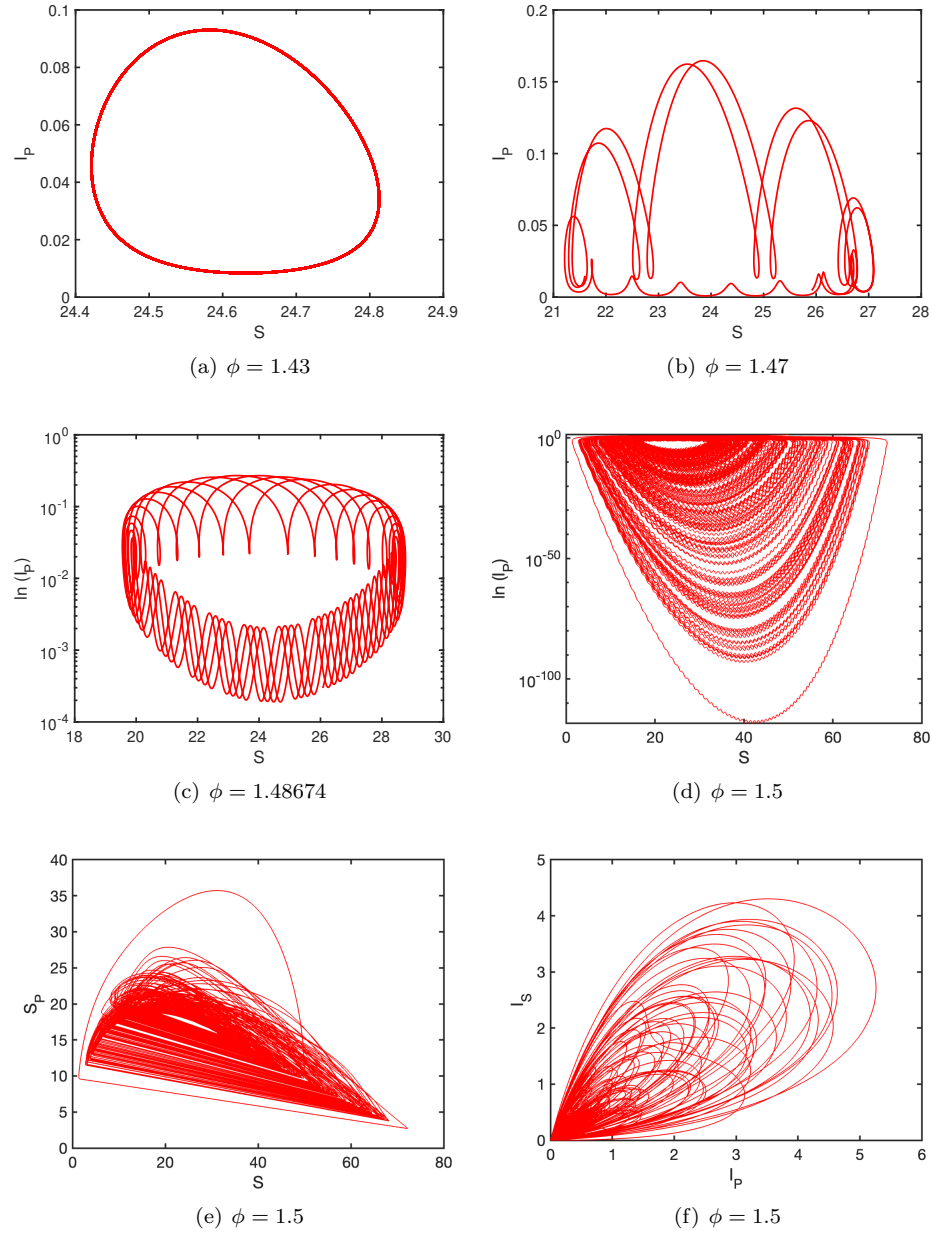 0.1
0.08
0.06
0.04
0.02
0
I_P
24.4 24.5 24.6 24.7 24.8 24.9
S
(a) ϕ = 1.43
0.2
0.15
0.1
0.05
0
I_P
21 22 23 24 25 26 27 28
S
(b) ϕ = 1.47
10^0
10^-1
10^-2
10^-3
10^-4
ln (I_P)
18 20 22 24 26 28 30
S
(c) ϕ = 1.48674
10^0
10^-50
10^-100
ln (I_P)
0 20 40 60 80
S
(d) ϕ = 1.5
40
35
30
25
20
15
10
5
0
S_P
0 20 40 60 80
S
(e) ϕ = 1.5
5
4
3
2
1
0
I_S
0 1 2 3 4 5 6
I_P
(f) ϕ = 1.5